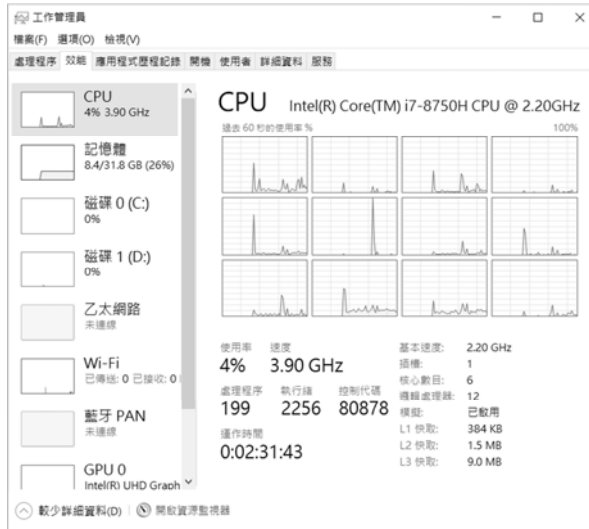 工作管理員
檔案(F) 選項(O) 檢視(V)
處理程序 效能 應用程式歷程記錄 開機 使用者 詳細資料 服務
CPU
4% 3.90 GHz
記憶體
8.4/31.8 GB (26%)
磁碟 0 (C:)
0%
磁碟 1 (D:)
0%
乙太網路
未連線
Wi-Fi
已傳送: 0 已接收: 0
藍牙 PAN
未連線
GPU 0
Intel(R) UHD Graph
CPU Intel(R) Core(TM) i7-8750H CPU @ 2.20GHz
過去 60 秒的使用率 % 100%
使用率 速度
4% 3.90 GHz
處理程序 執行緒 控制代碼
199 2256 80878
運作時間
0:02:31:43
基本速度: 2.20 GHz
插槽: 1
核心數目: 6
邏輯處理器: 12
模擬: 已啟用
L1 快取: 384 KB
L2 快取: 1.5 MB
L3 快取: 9.0 MB
較少詳細資料(D) 開啟資源監視器